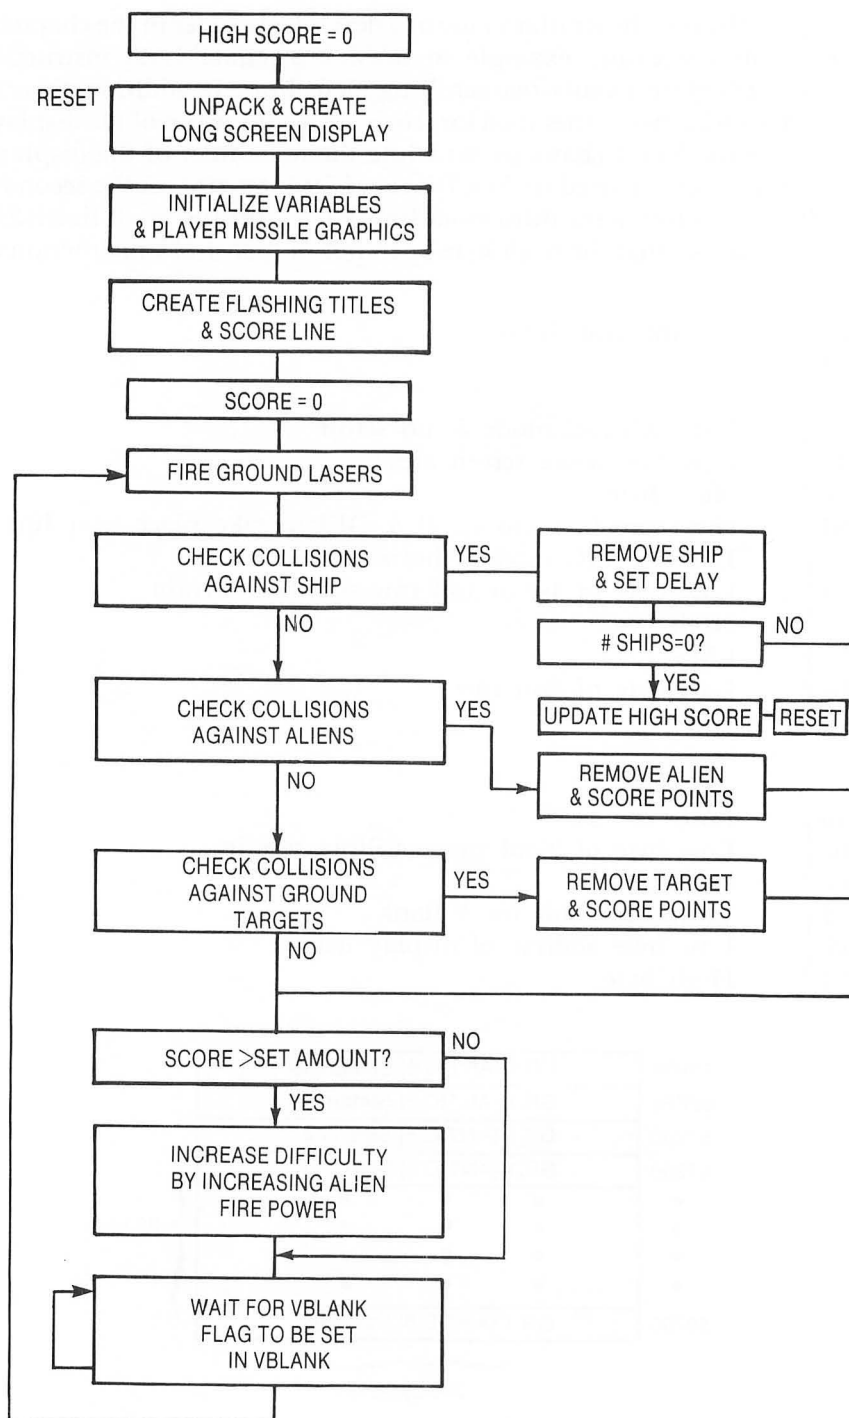 HIGH SCORE = 0
RESET
UNPACK & CREATE
LONG SCREEN DISPLAY
INITIALIZE VARIABLES
& PLAYER MISSILE GRAPHICS
CREATE FLASHING TITLES
& SCORE LINE
SCORE = 0
FIRE GROUND LASERS
CHECK COLLISIONS
AGAINST SHIP
YES
REMOVE SHIP
& SET DELAY
NO
# SHIPS=0?
NO
YES
UPDATE HIGH SCORE
RESET
CHECK COLLISIONS
AGAINST ALIENS
YES
REMOVE ALIEN
& SCORE POINTS
NO
CHECK COLLISIONS
AGAINST GROUND
TARGETS
YES
REMOVE TARGET
& SCORE POINTS
NO
SCORE >SET AMOUNT?
NO
YES
INCREASE DIFFICULTY
BY INCREASING ALIEN
FIRE POWER
WAIT FOR VBLANK
FLAG TO BE SET
IN VBLANK